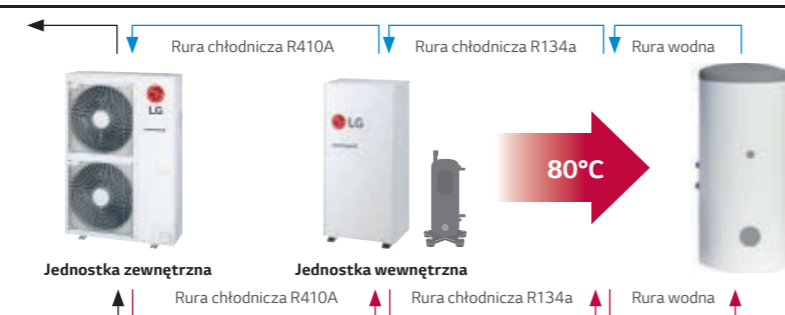 Rura chłodnicza R410A
Rura chłodnicza R134a
Rura wodna
LG
LG
80°C
Jednostka zewnętrzna
Jednostka wewnętrzna
Rura chłodnicza R410A
Rura chłodnicza R134a
Rura wodna